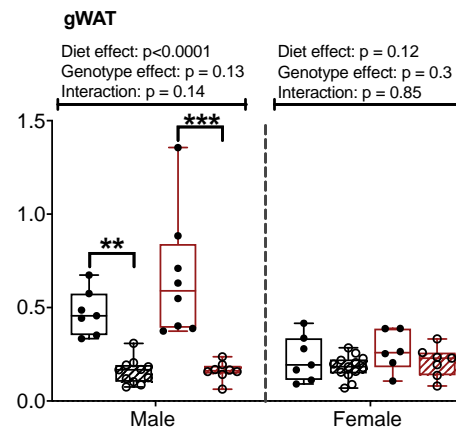 gWAT
Diet effect: p<0.0001
Genotype effect: p = 0.13
Interaction: p = 0.14
Diet effect: p = 0.12
Genotype effect: p = 0.3
Interaction: p = 0.85
1.5
1.0
0.5
0.0
**
***
Male
Female